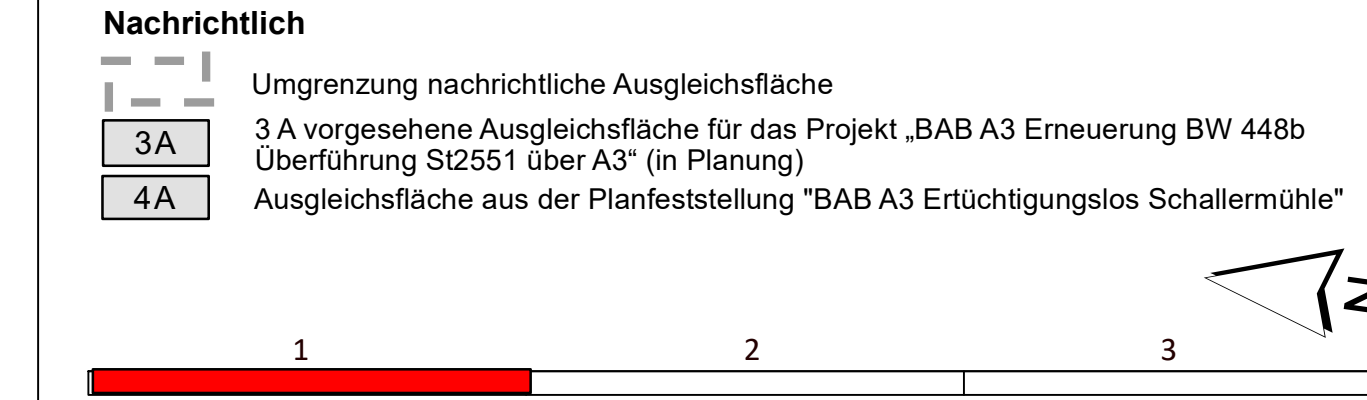 Nachrichtlich
Umgrenzung nachrichtliche Ausgleichsfläche
3A
3 A vorgesehene Ausgleichsfläche für das Projekt „BAB A3 Erneuerung BW 448b
Überführung St2551 über A3“ (in Planung)
4A
Ausgleichsfläche aus der Planfeststellung "BAB A3 Ertüchtigungslos Schallermühle"
N
1 2 3